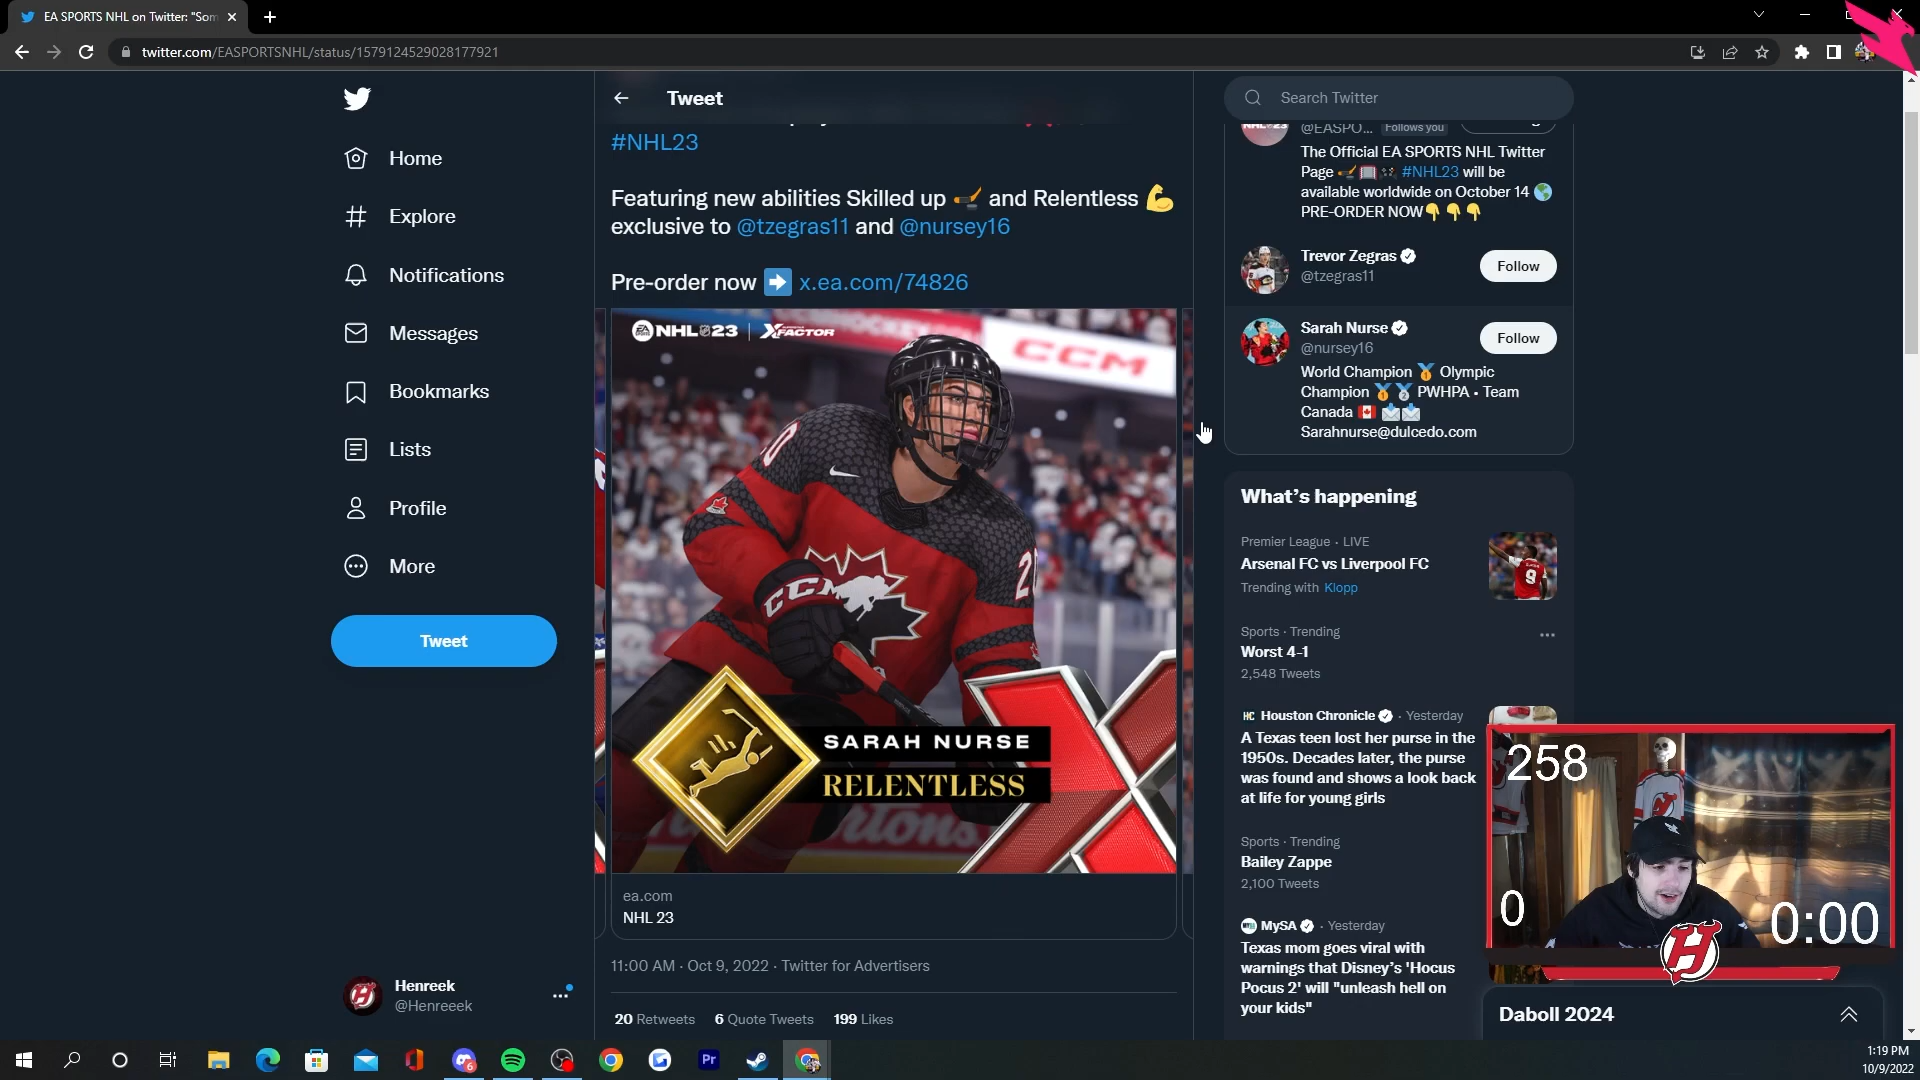 EA SPORTS NHL on Twitter: "Som
twitter.com/EASPORTSNHL/status/1579124529028177921
Home
Explore
Notifications
Messages
Bookmarks
Lists
Profile
More
Tweet
Henreek
@Henreeek
Tweet
#NHL23
Featuring new abilities Skilled up and Relentless
exclusive to @tzegras11 and @nursey16
Pre-order now x.ea.com/74826
EA SPORTS NHL 23 | X FACTOR
CCM
20
CCM
SARAH NURSE
RELENTLESS
ea.com
NHL 23
11:00 AM · Oct 9, 2022 · Twitter for Advertisers
20 Retweets 6 Quote Tweets 199 Likes
Search Twitter
@EASPO... Follows you
The Official EA SPORTS NHL Twitter
Page #NHL23 will be
available worldwide on October 14
PRE-ORDER NOW
Trevor Zegras
@tzegras11
Follow
Sarah Nurse
@nursey16
Follow
World Champion Olympic
Champion PWHPA • Team
Canada
Sarahnurse@dulcedo.com
What's happening
Premier League · LIVE
Arsenal FC vs Liverpool FC
Trending with Klopp
Sports · Trending
Worst 4-1
2,548 Tweets
HC Houston Chronicle · Yesterday
A Texas teen lost her purse in the
1950s. Decades later, the purse
was found and shows a look back
at life for young girls
Sports · Trending
Bailey Zappe
2,100 Tweets
MySA · Yesterday
Texas mom goes viral with
warnings that Disney's 'Hocus
Pocus 2' will "unleash hell on
your kids"
258
0
0:00
H
Daboll 2024
6
Pr
1:19 PM
10/9/2022